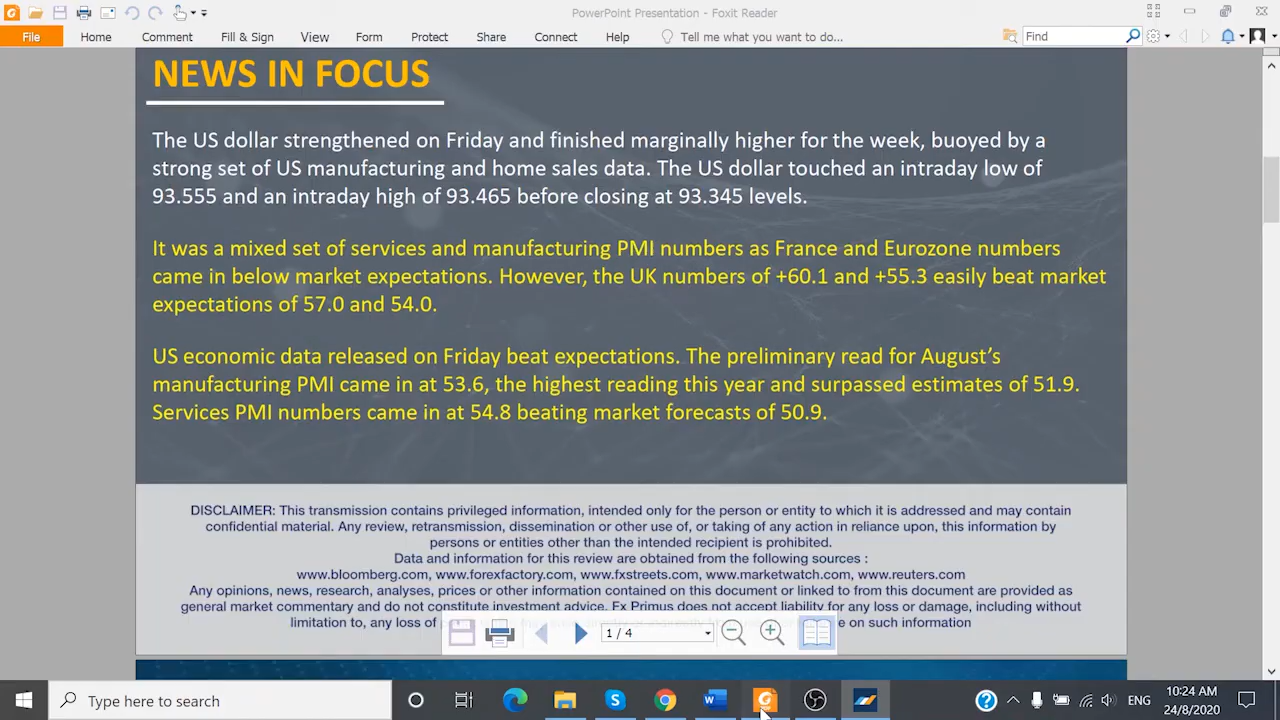 PowerPoint Presentation - Foxit Reader
File Home Comment Fill & Sign View Form Protect Share Connect Help Tell me what you want to do... Find
NEWS IN FOCUS
The US dollar strengthened on Friday and finished marginally higher for the week, buoyed by a
strong set of US manufacturing and home sales data. The US dollar touched an intraday low of
93.555 and an intraday high of 93.465 before closing at 93.345 levels.
It was a mixed set of services and manufacturing PMI numbers as France and Eurozone numbers
came in below market expectations. However, the UK numbers of +60.1 and +55.3 easily beat market
expectations of 57.0 and 54.0.
US economic data released on Friday beat expectations. The preliminary read for August's
manufacturing PMI came in at 53.6, the highest reading this year and surpassed estimates of 51.9.
Services PMI numbers came in at 54.8 beating market forecasts of 50.9.
DISCLAIMER: This transmission contains privileged information, intended only for the person or entity to which it is addressed and may contain
confidential material. Any review, retransmission, dissemination or other use of, or taking of any action in reliance upon, this information by
persons or entities other than the intended recipient is prohibited.
Data and information for this review are obtained from the following sources :
www.bloomberg.com, www.forexfactory.com, www.fxstreets.com, www.marketwatch.com, www.reuters.com
Any opinions, news, research, analyses, prices or other information contained on this document or linked to from this document are provided as
general market commentary and do not constitute investment advice. Fx Primus does not accept liability for any loss or damage, including without
limitation to, any loss of e on such information
1 / 4
Type here to search
ENG
10:24 AM
24/8/2020